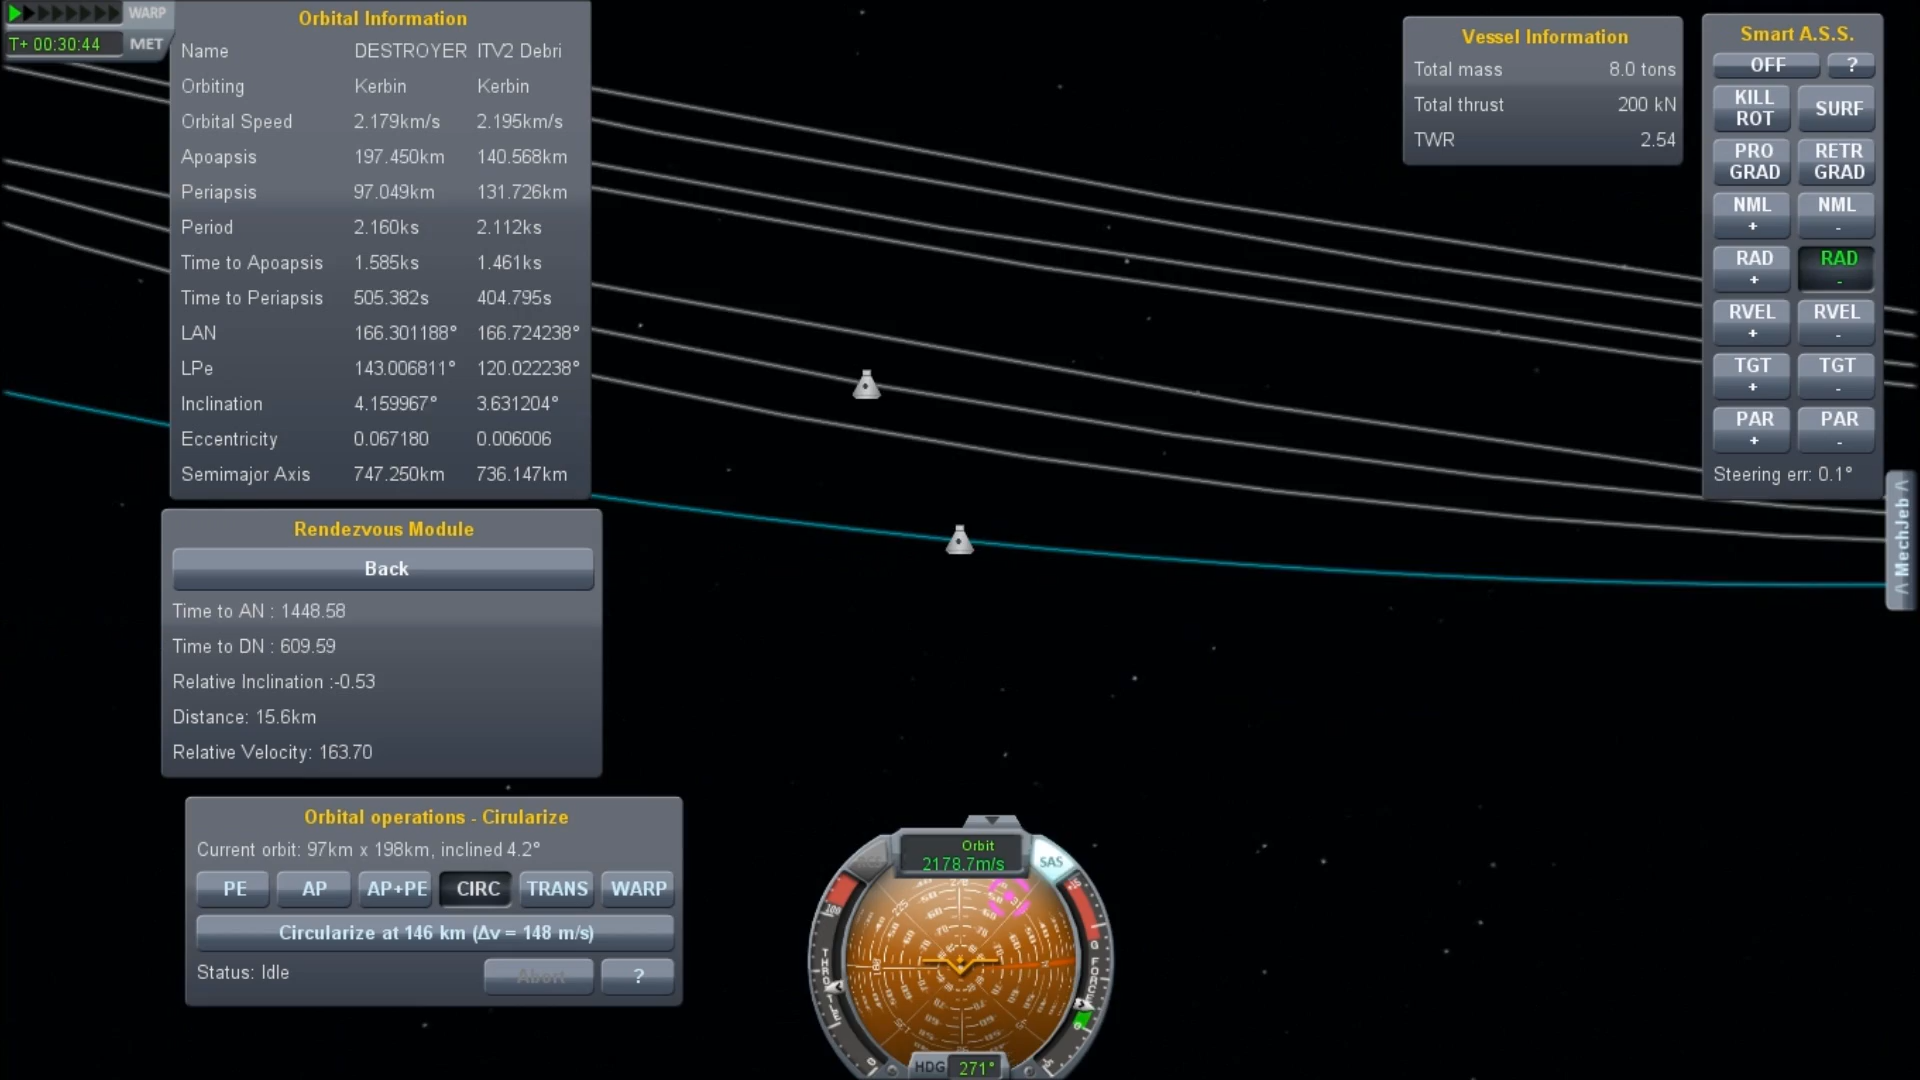 WARP
T+ 00:30:44 MET
Orbital Information
Name DESTROYER ITV2 Debri
Orbiting Kerbin Kerbin
Orbital Speed 2.179km/s 2.195km/s
Apoapsis 197.450km 140.568km
Periapsis 97.049km 131.726km
Period 2.160ks 2.112ks
Time to Apoapsis 1.585ks 1.461ks
Time to Periapsis 505.382s 404.795s
LAN 166.301188° 166.724238°
LPe 143.006811° 120.022238°
Inclination 4.159967° 3.631204°
Eccentricity 0.067180 0.006006
Semimajor Axis 747.250km 736.147km
Rendezvous Module
Back
Time to AN : 1448.58
Time to DN : 609.59
Relative Inclination :-0.53
Distance: 15.6km
Relative Velocity: 163.70
Orbital operations - Cirularize
Current orbit: 97km x 198km, inclined 4.2°
PE AP AP+PE CIRC TRANS WARP
Circularize at 146 km (Δv = 148 m/s)
Status: Idle Abort ?
Vessel Information
Total mass 8.0 tons
Total thrust 200 kN
TWR 2.54
Smart A.S.S.
OFF ?
KILL ROT SURF
PRO GRAD RETR GRAD
NML + NML -
RAD + RAD -
RVEL + RVEL -
TGT + TGT -
PAR + PAR -
Steering err: 0.1°
Λ MechJeb Λ
Orbit
2178.7m/s
SAS
THROTTLE
G FORCE
HDG 271°